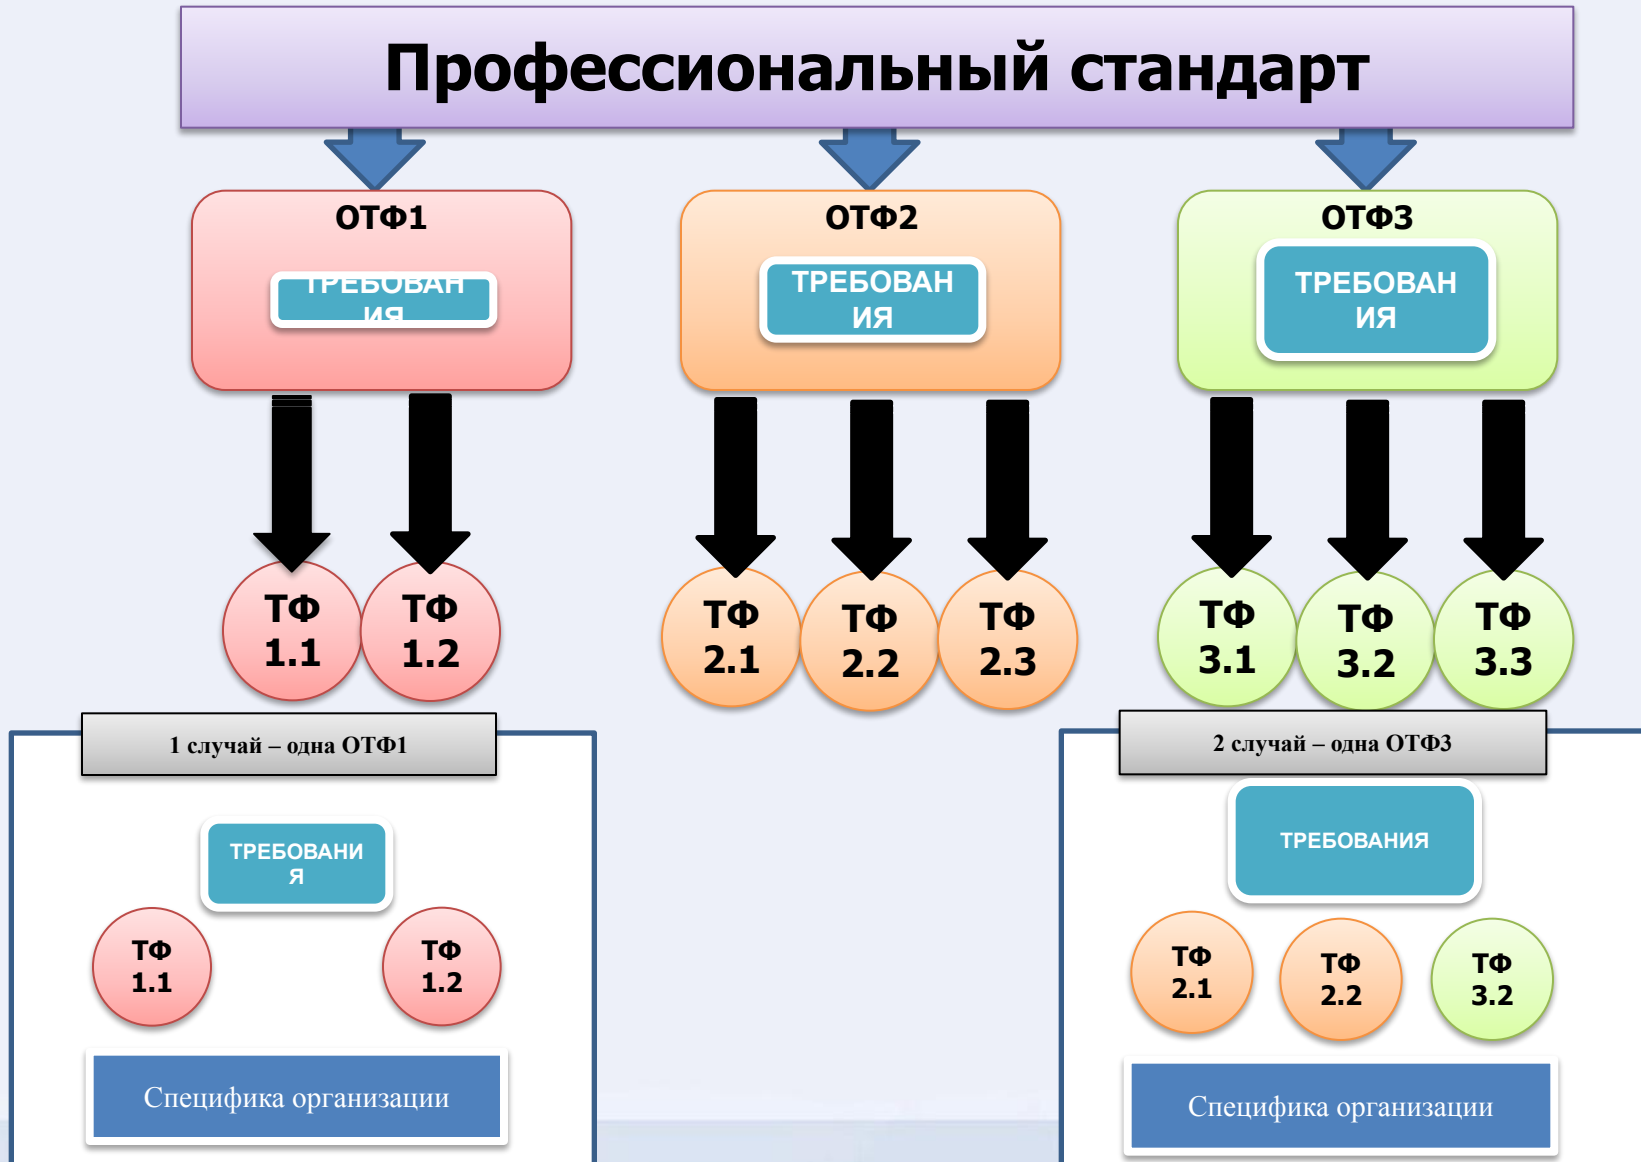 Профессиональный стандарт
ОТФ1
ТРЕБОВАН
ИЯ
ОТФ2
ТРЕБОВАН
ИЯ
ОТФ3
ТРЕБОВАН
ИЯ
ТФ
1.1
ТФ
1.2
ТФ
2.1
ТФ
2.2
ТФ
2.3
ТФ
3.1
ТФ
3.2
ТФ
3.3
1 случай – одна ОТФ1
ТРЕБОВАНИ
Я
ТФ
1.1
ТФ
1.2
Специфика организации
2 случай – одна ОТФ3
ТРЕБОВАНИЯ
ТФ
2.1
ТФ
2.2
ТФ
3.2
Специфика организации